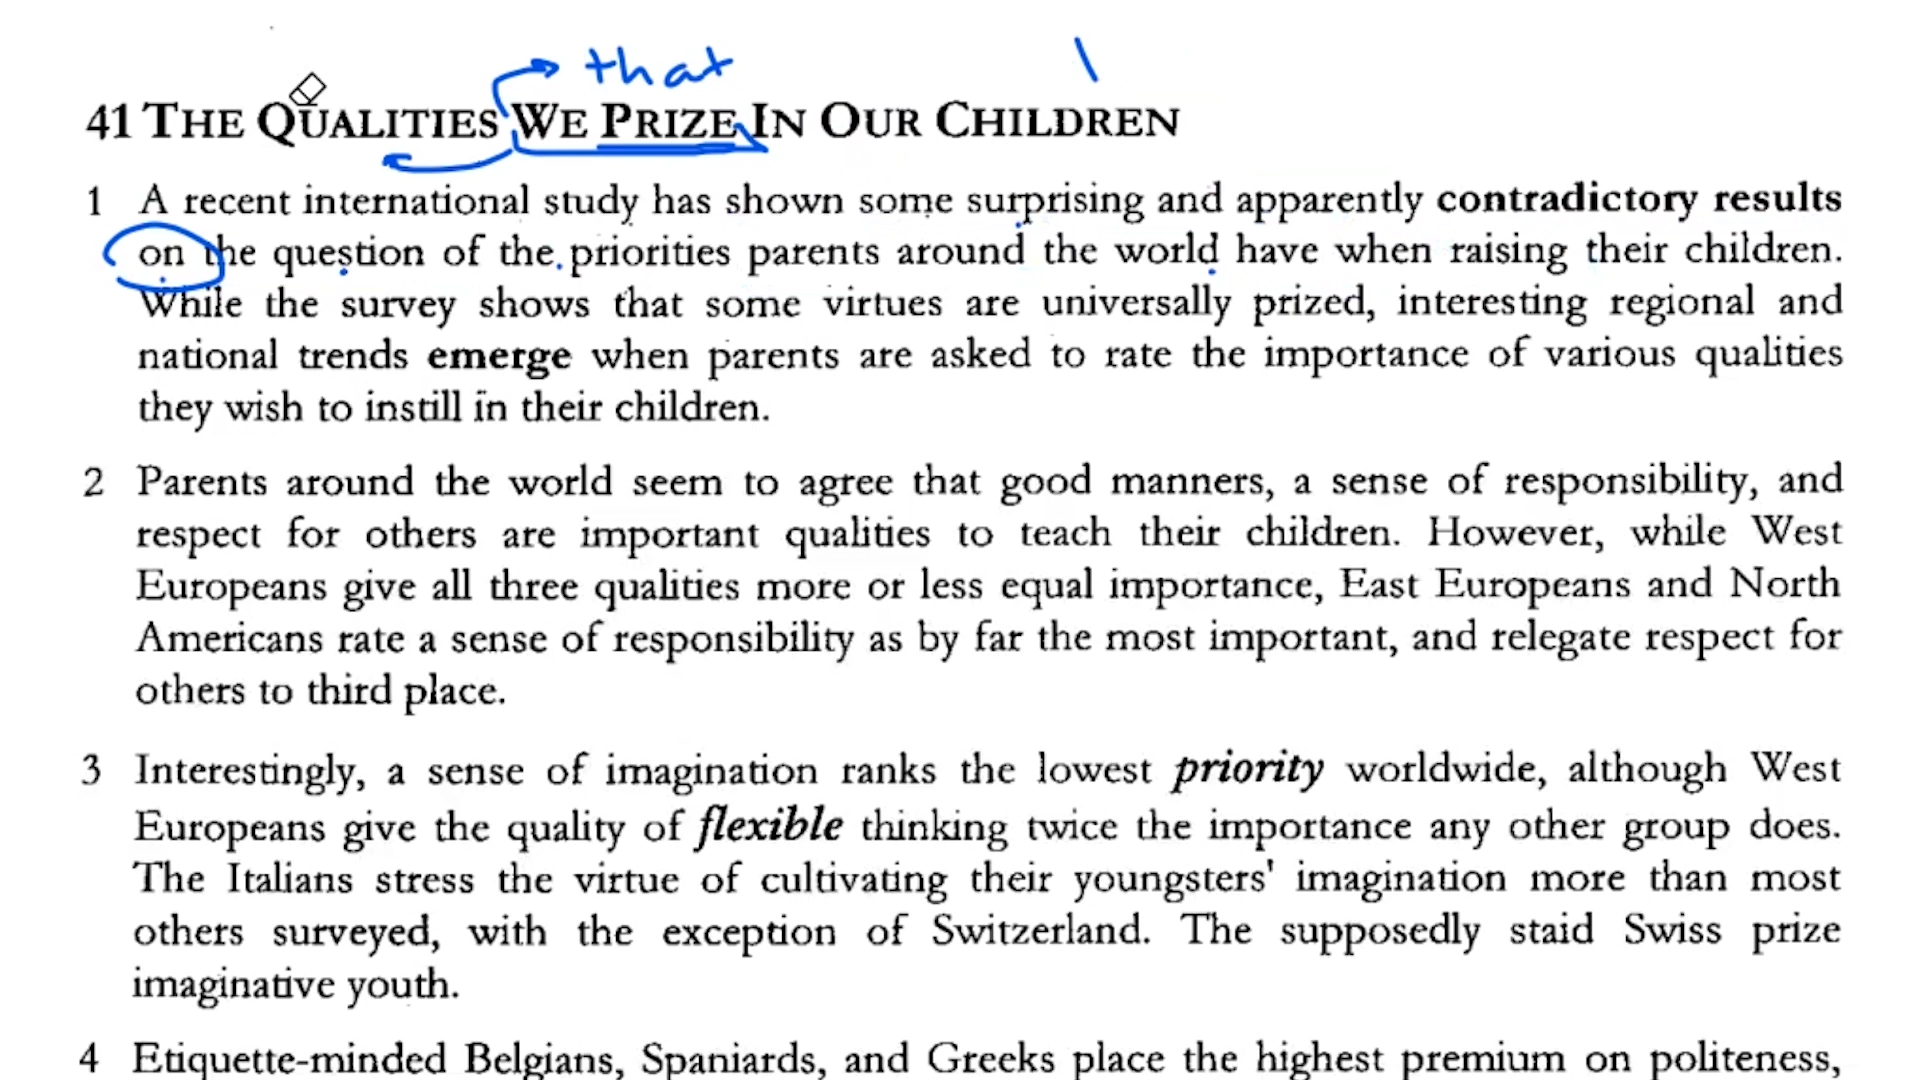 that
41 THE QUALITIES WE PRIZE IN OUR CHILDREN
1 A recent international study has shown some surprising and apparently contradictory results
on the question of the priorities parents around the world have when raising their children.
While the survey shows that some virtues are universally prized, interesting regional and
national trends emerge when parents are asked to rate the importance of various qualities
they wish to instill in their children.
2 Parents around the world seem to agree that good manners, a sense of responsibility, and
respect for others are important qualities to teach their children. However, while West
Europeans give all three qualities more or less equal importance, East Europeans and North
Americans rate a sense of responsibility as by far the most important, and relegate respect for
others to third place.
3 Interestingly, a sense of imagination ranks the lowest priority worldwide, although West
Europeans give the quality of flexible thinking twice the importance any other group does.
The Italians stress the virtue of cultivating their youngsters' imagination more than most
others surveyed, with the exception of Switzerland. The supposedly staid Swiss prize
imaginative youth.
4 Etiquette-minded Belgians, Spaniards, and Greeks place the highest premium on politeness,